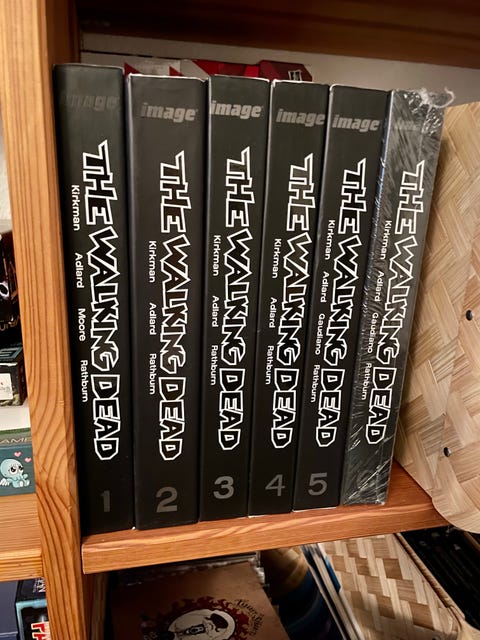 image
THE WALKING DEAD
Kirkman Adlard Moore Rathburn
1
image
THE WALKING DEAD
Kirkman Adlard Rathburn
2
image
THE WALKING DEAD
Kirkman Adlard Rathburn
3
image
THE WALKING DEAD
Kirkman Adlard Rathburn
4
image
THE WALKING DEAD
Kirkman Adlard Gaudiano Rathburn
5
THE WALKING DEAD
Kirkman Adlard Gaudiano Rathburn